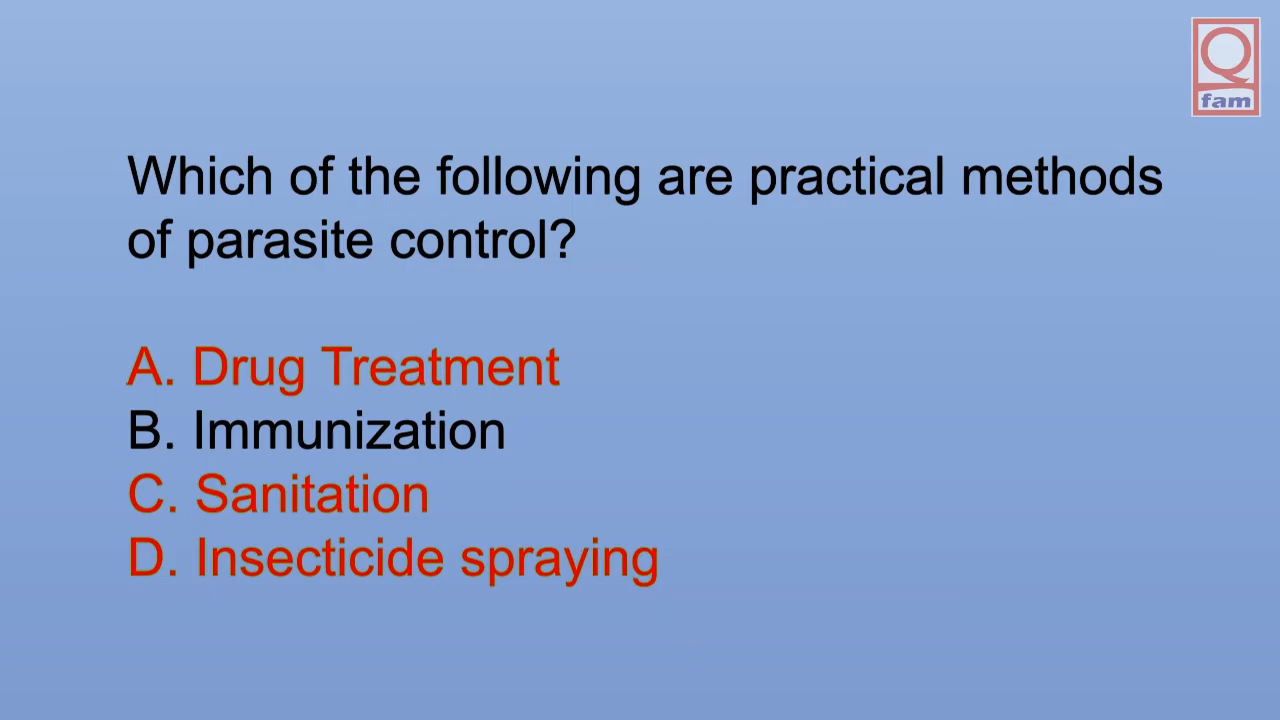 Q
fam
Which of the following are practical methods
of parasite control?
A. Drug Treatment
B. Immunization
C. Sanitation
D. Insecticide spraying